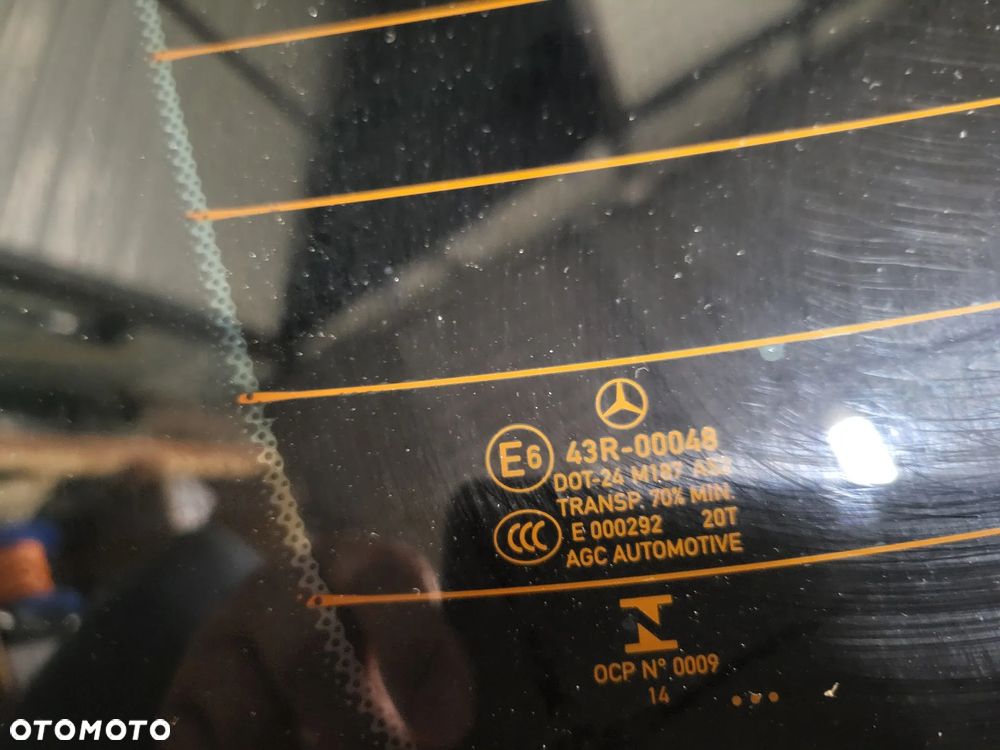 E6 43R-00048
DOT-24 M187 AS2
TRANSP. 70% MIN.
CCC E 000292 20T
AGC AUTOMOTIVE
OCP N° 0009
14 ...
OTOMOTO